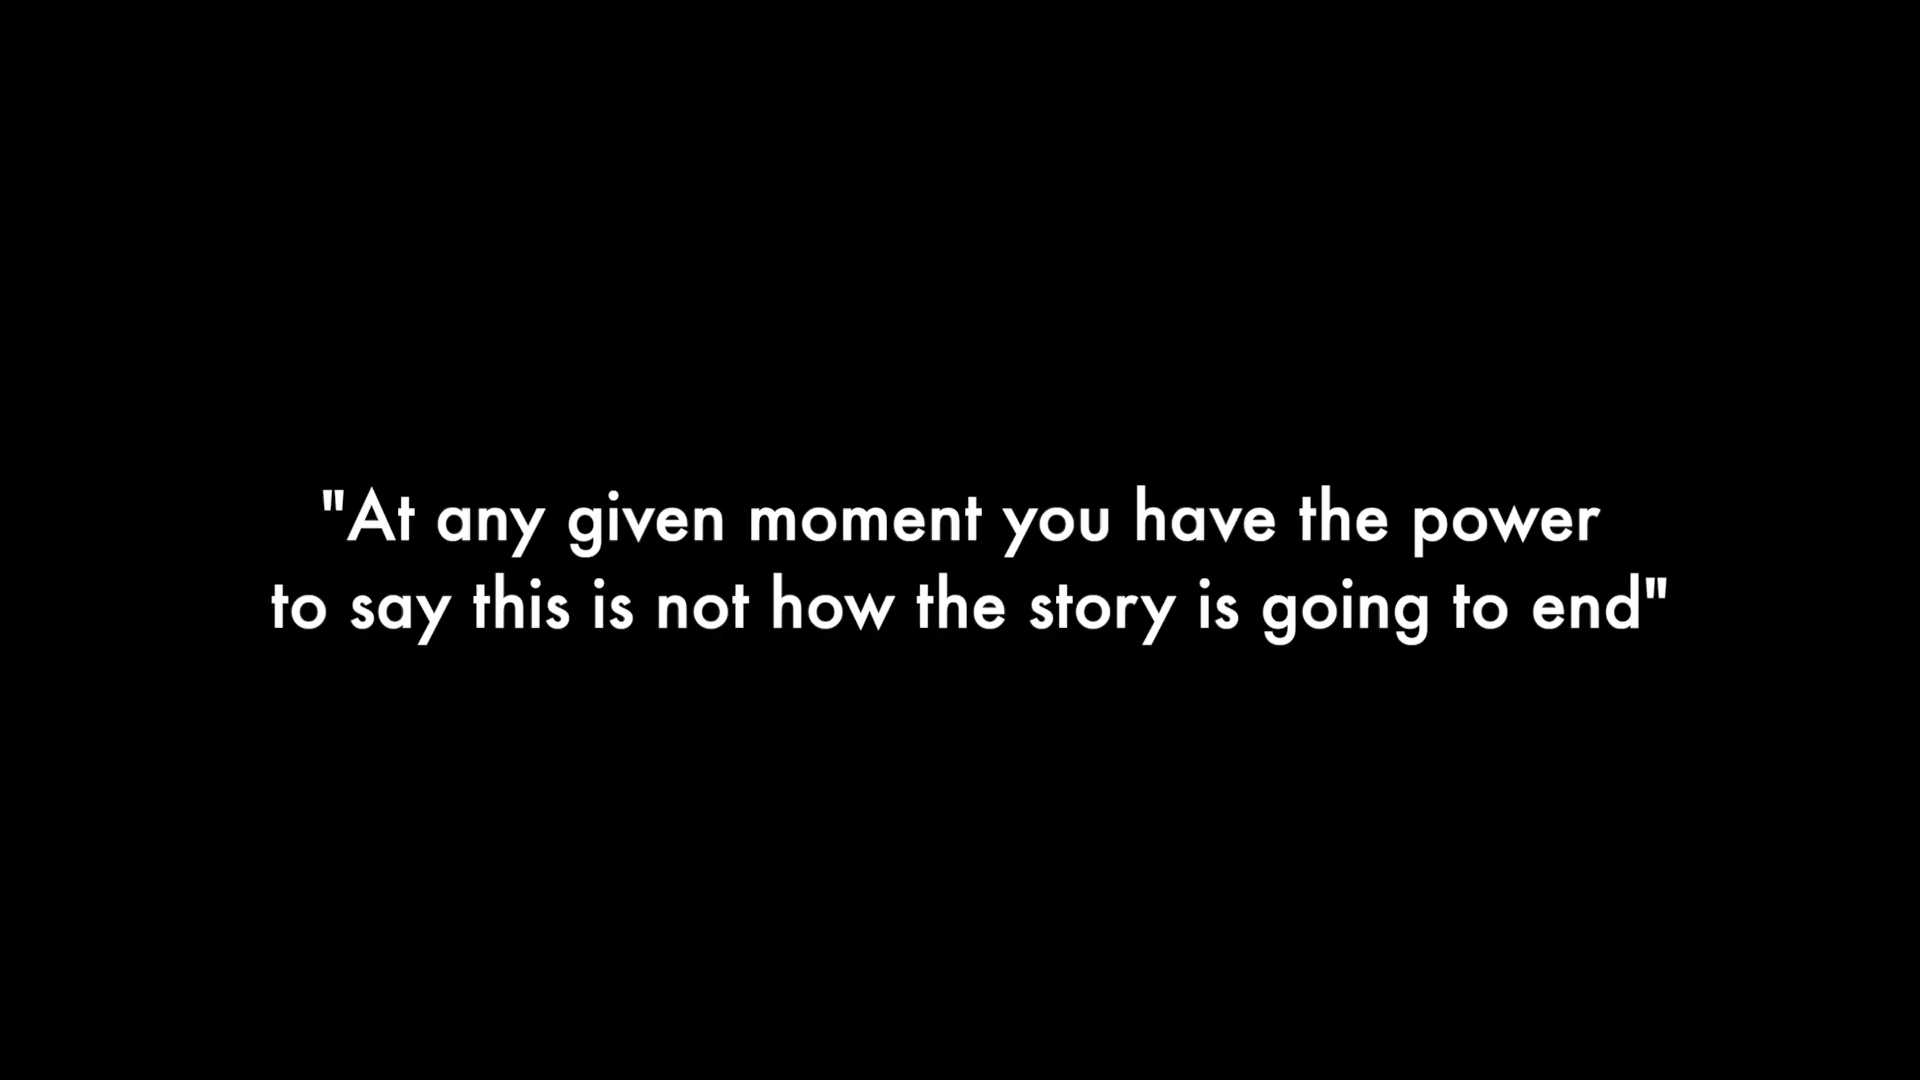 "At any given moment you have the power
to say this is not how the story is going to end"